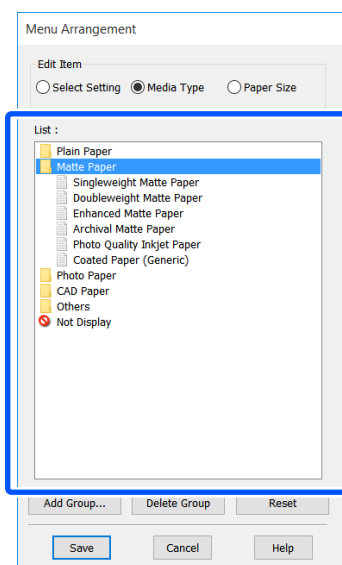 Menu Arrangement
Edit Item
Select Setting Media Type Paper Size
List :
Plain Paper
Matte Paper
Singleweight Matte Paper
Doubleweight Matte Paper
Enhanced Matte Paper
Archival Matte Paper
Photo Quality Inkjet Paper
Coated Paper (Generic)
Photo Paper
CAD Paper
Others
Not Display
Add Group... Delete Group Reset
Save Cancel Help